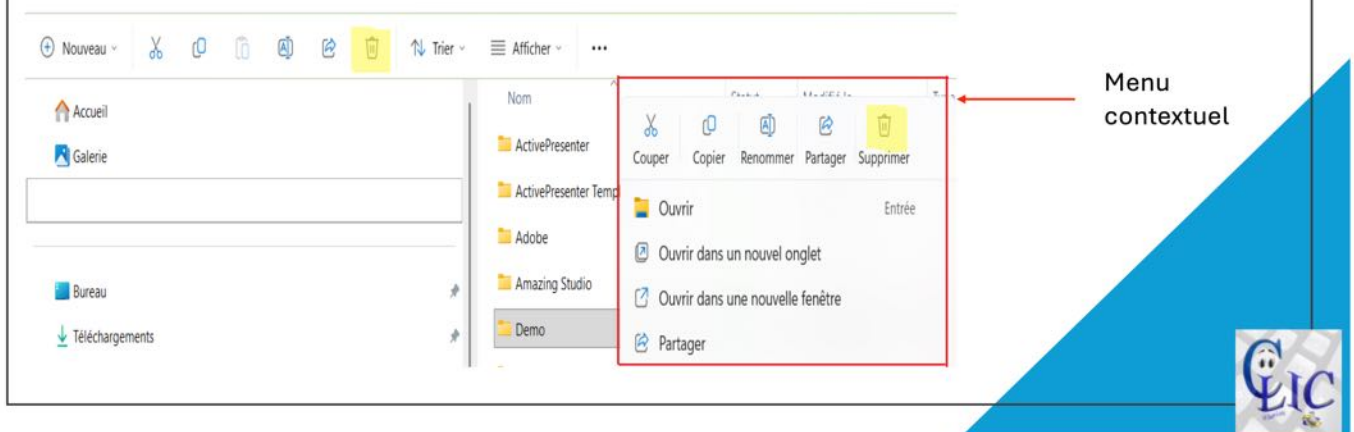 Nouveau
Trier
Afficher
Accueil
Galerie
Bureau
Téléchargements
Nom
ActivePresenter
ActivePresenter
Adobe
Amazing Studio
Demo
Couper Copier Renommer Partager Supprimer
Ouvrir Entrée
Ouvrir dans un nouvel onglet
Ouvrir dans une nouvelle fenêtre
Partager
Menu
contextuel
CLIC